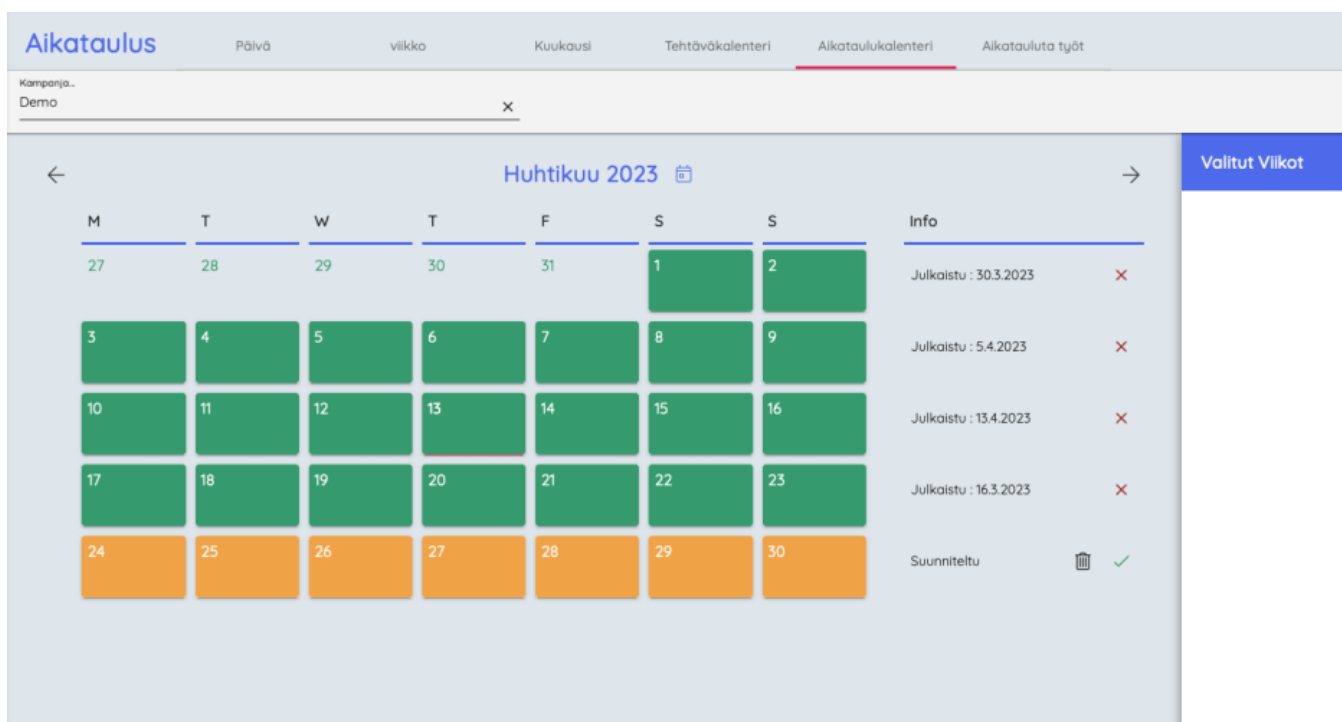 Aikataulus
Päivä viikko Kuukausi Tehtäväkalenteri Aikataulukalenteri Aikatauluta työt
Kampanja...
Demo
Huhtikuu 2023
Valitut Viikot
M T W T F S S Info
27 28 29 30 31 1 2 Julkaistu : 30.3.2023
3 4 5 6 7 8 9 Julkaistu : 5.4.2023
10 11 12 13 14 15 16 Julkaistu : 13.4.2023
17 18 19 20 21 22 23 Julkaistu : 16.3.2023
24 25 26 27 28 29 30 Suunniteltu